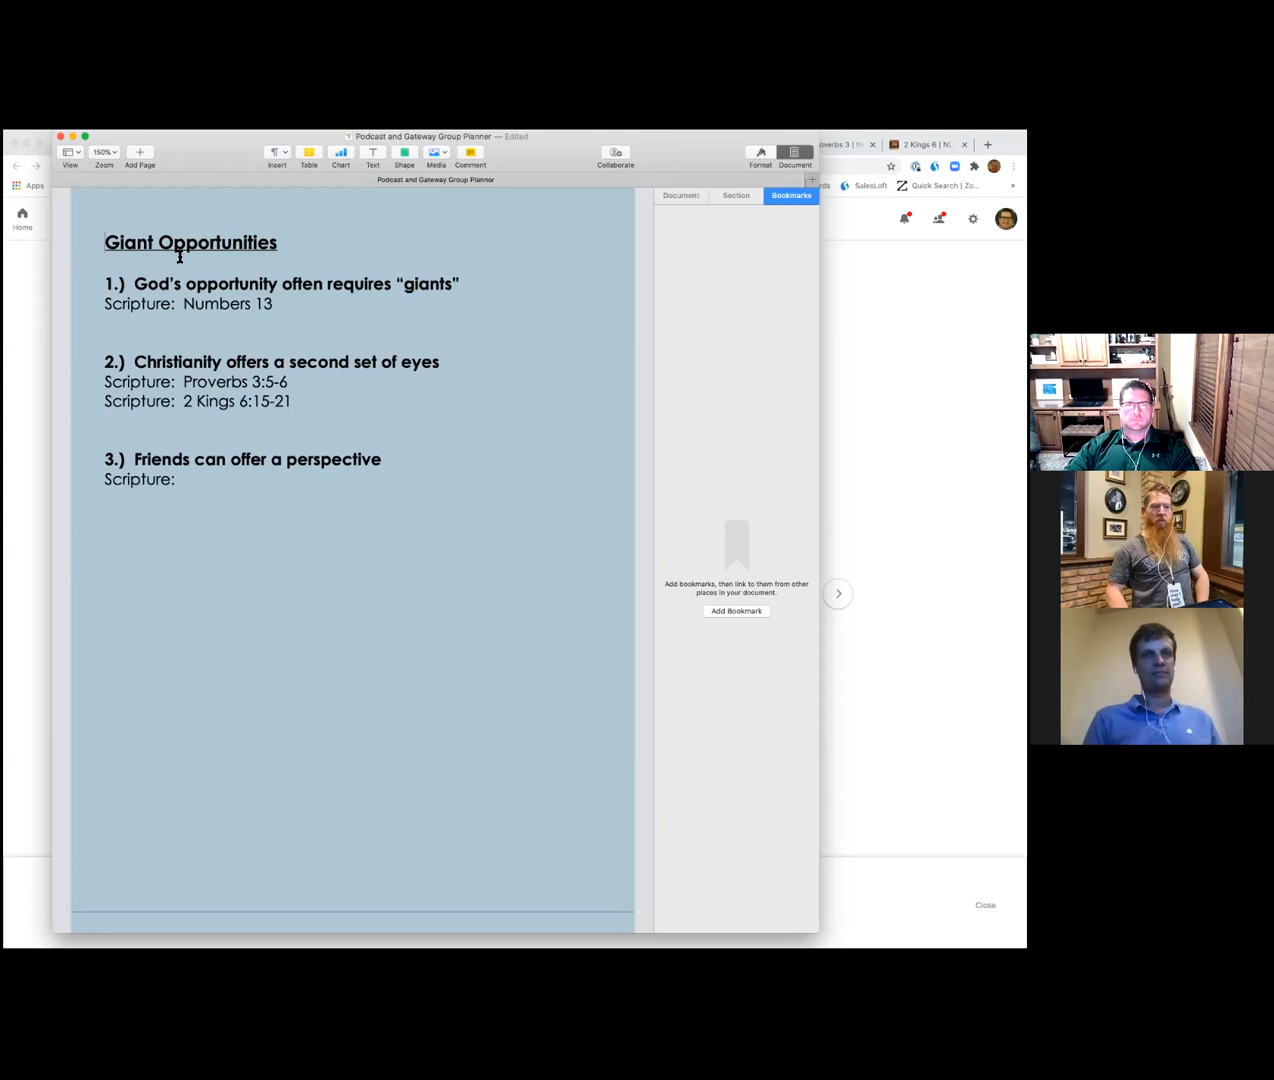 Podcast and Gateway Group Planner — Edited
150%
View
Zoom
Add Page
Insert
Table
Chart
Text
Shape
Media
Comment
Collaborate
Format
Document
Podcast and Gateway Group Planner
overbs 3 | N
2 Kings 6 | NL
Apps
rds
SalesLoft
Quick Search | Zo...
»
Home
Document
Section
Bookmarks
Giant Opportunities
1.) God’s opportunity often requires “giants”
Scripture: Numbers 13
2.) Christianity offers a second set of eyes
Scripture: Proverbs 3:5-6
Scripture: 2 Kings 6:15-21
3.) Friends can offer a perspective
Scripture:
Add bookmarks, then link to them from other
places in your document.
Add Bookmark
Close